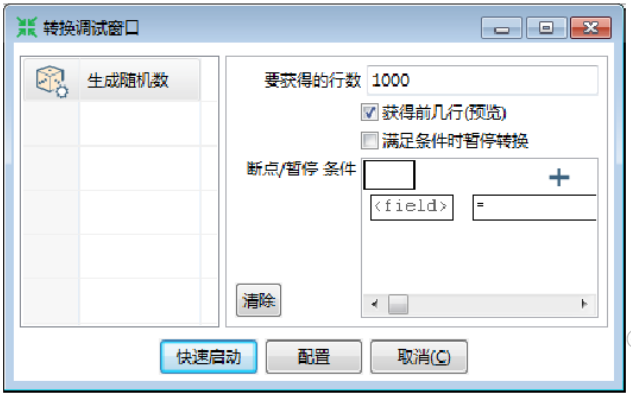 转换调试窗口
生成随机数
要获得的行数 1000
获得前几行(预览)
满足条件时暂停转换
断点/暂停 条件
<field> =
清除
快速启动 配置 取消(C)